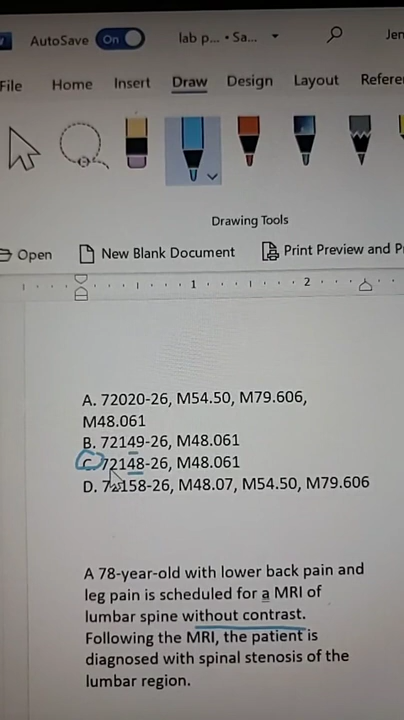 AutoSave On lab p... • Sa...
File Home Insert Draw Design Layout
Drawing Tools
Open New Blank Document Print Preview and
1 2
A. 72020-26, M54.50, M79.606,
M48.061
B. 72149-26, M48.061
C. 72148-26, M48.061
D. 72158-26, M48.07, M54.50, M79.606
A 78-year-old with lower back pain and
leg pain is scheduled for a MRI of
lumbar spine without contrast.
Following the MRI, the patient is
diagnosed with spinal stenosis of the
lumbar region.